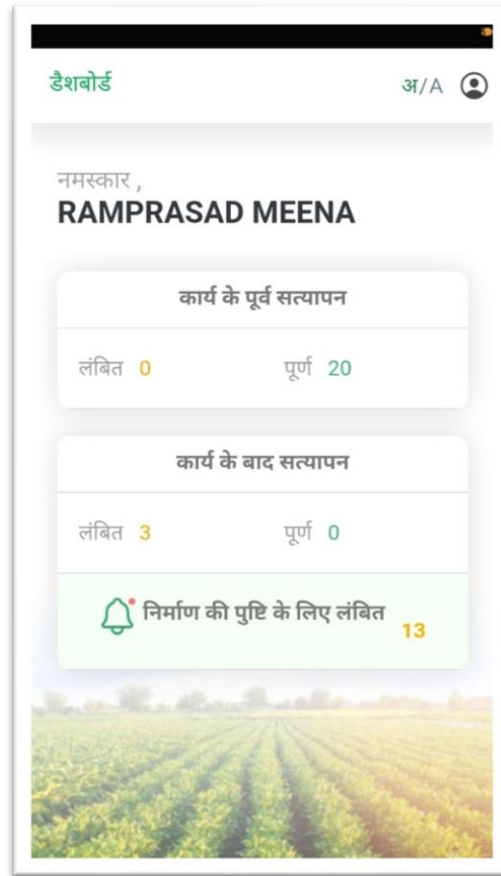 डैशबोर्ड अ/A
नमस्कार ,
RAMPRASAD MEENA
कार्य के पूर्व सत्यापन
लंबित 0 पूर्ण 20
कार्य के बाद सत्यापन
लंबित 3 पूर्ण 0
निर्माण की पुष्टि के लिए लंबित 13